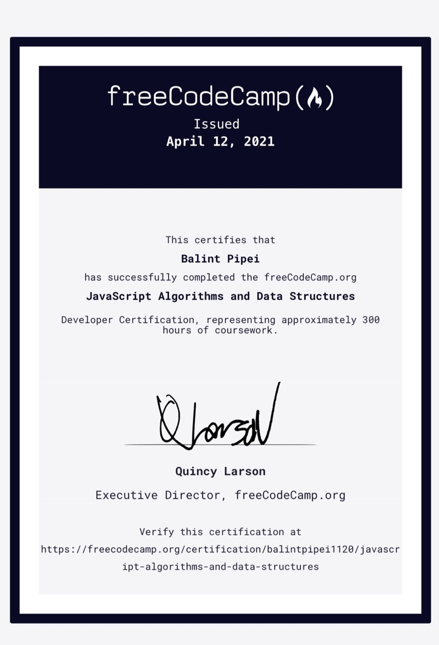 freeCodeCamp(🔥)
Issued
April 12, 2021
This certifies that
Balint Pipei
has successfully completed the freeCodeCamp.org
JavaScript Algorithms and Data Structures
Developer Certification, representing approximately 300
hours of coursework.
Q Larson
Quincy Larson
Executive Director, freeCodeCamp.org
Verify this certification at
https://freecodecamp.org/certification/balintpipei1120/javascr
ipt-algorithms-and-data-structures